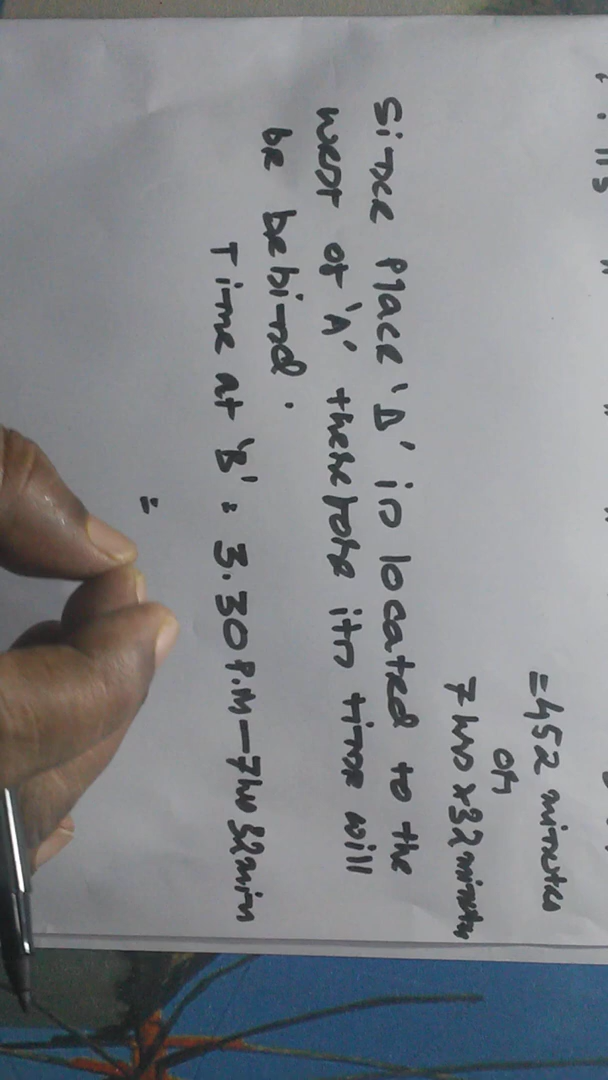 = 452 minutes
or
7 hrs x 32 minutes
Since Place 'B' is located to the
west of 'A' therefore its time will
be behind.
Time at 'B' = 3.30 P.M - 7 hrs 32 min
=